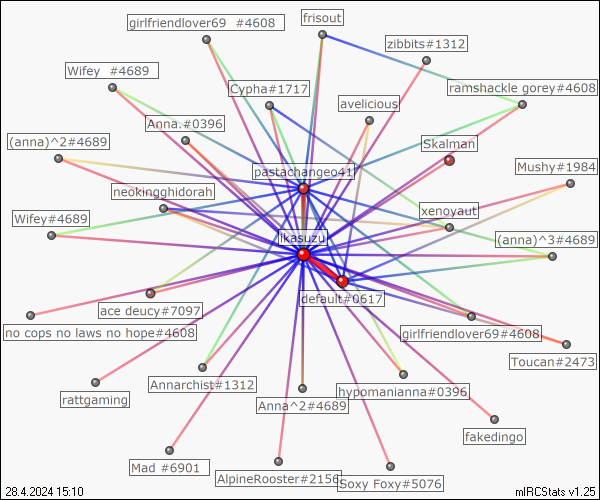 girlfriendlover69 #4608
frisout
zibbits#1312
Wifey #4689
Cypha#1717
ramshackle gorey#4608
avelicious
Anna.#0396
(anna)^2#4689
Skalman
pastachangeo41
Mushy#1984
neokingghidorah
xenoyaut
Wifey#4689
ikasuzu
(anna)^3#4689
default#0617
ace deucy#7097
no cops no laws no hope#4608
girlfriendlover69#4608
Toucan#2473
Annarchist#1312
hypomanianna#0396
rattgaming
Anna^2#4689
fakedingo
Mad #6901
AlpineRooster#2156
Soxy Foxy#5076
28.4.2024 15:10
mIRCStats v1.25